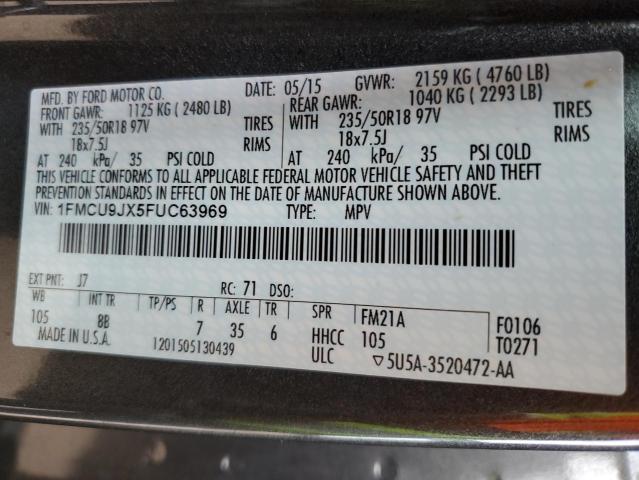 MFD. BY FORD MOTOR CO. DATE: 05/15 GVWR: 2159 KG ( 4760 LB)
FRONT GAWR: 1125 KG ( 2480 LB) REAR GAWR: 1040 KG ( 2293 LB)
WITH 235/50R18 97V TIRES WITH 235/50R18 97V TIRES
18x7.5J RIMS 18x7.5J RIMS
AT 240 kPa/ 35 PSI COLD AT 240 kPa/ 35 PSI COLD
THIS VEHICLE CONFORMS TO ALL APPLICABLE FEDERAL MOTOR VEHICLE SAFETY AND THEFT
PREVENTION STANDARDS IN EFFECT ON THE DATE OF MANUFACTURE SHOWN ABOVE.
VIN: 1FMCU9JX5FUC63969 TYPE: MPV
EXT PNT: J7 RC: 71 DSO:
WB INT TR TP/PS R AXLE TR SPR FM21A F0106
105 8B 7 35 6 HHCC 105 T0271
MADE IN U.S.A. 1201505130439 ULC ▽5U5A-3520472-AA